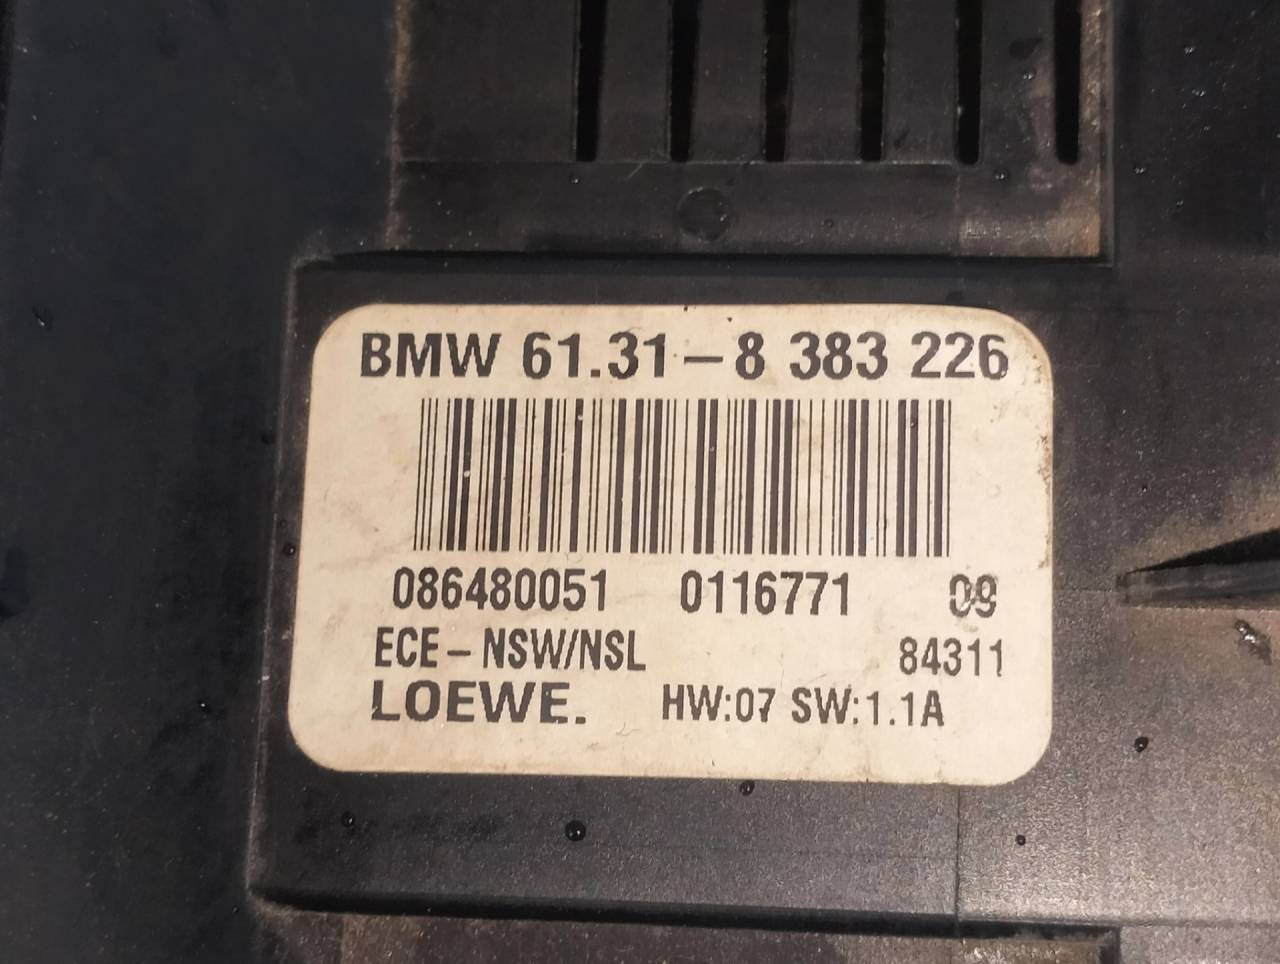 BMW 61.31-8 383 226
086480051 0116771 09
ECE-NSW/NSL 84311
LOEWE. HW:07 SW:1.1A